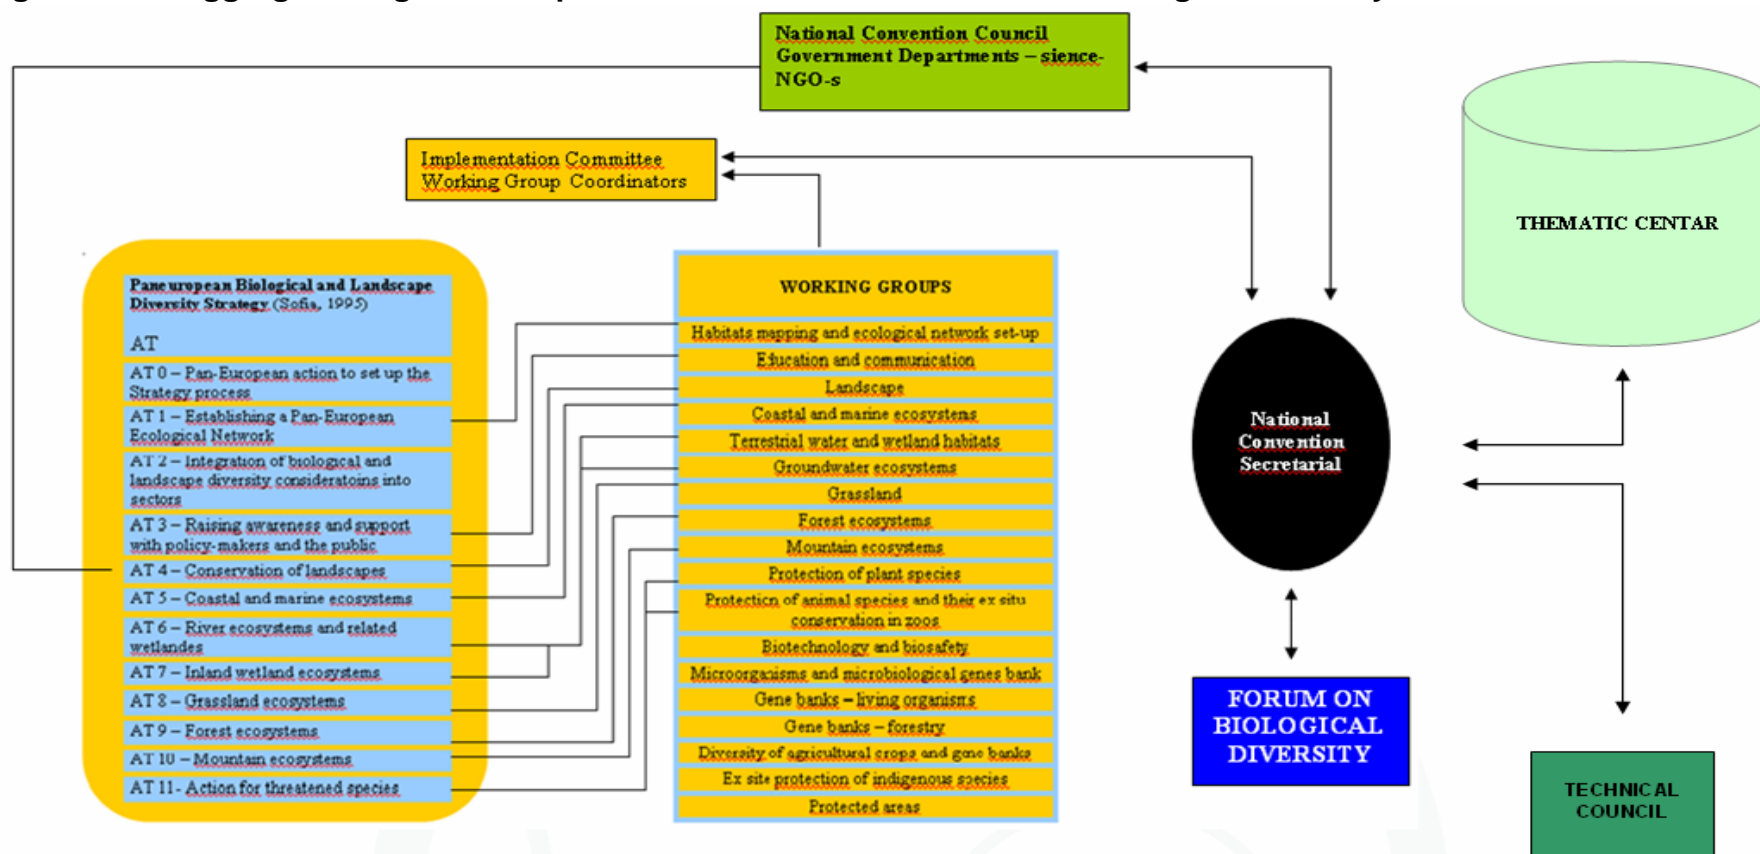 National Convention Council
Government Departments – sience-
NGO-s
Implementation Committee
Working Group Coordinators
THEMATIC CENTAR
Paneuropean Biological and Landscape
Diversity Strategy (Sofia, 1995)
AT
AT 0 – Pan-European action to set up the
Strategy process
AT 1 – Establishing a Pan-European
Ecological Network
AT 2 – Integration of biological and
landscape diversity consideratoins into
sectors
AT 3 – Raising awareness and support
with policy-makers and the public
AT 4 – Conservation of landscapes
AT 5 – Coastal and marine ecosystems
AT 6 – River ecosystems and related
wetlandes
AT 7 – Inland wetland ecosystems
AT 8 – Grassland ecosystems
AT 9 – Forest ecosystems
AT 10 – Mountain ecosystems
AT 11- Action for threatened species
WORKING GROUPS
Habitats mapping and ecological network set-up
Education and communication
Landscape
Coastal and marine ecosystems
Terrestrial water and wetland habitats
Groundwater ecosystems
Grassland
Forest ecosystems
Mountain ecosystems
Protection of plant species
Protection of animal species and their ex situ
conservation in zoos
Biotechnology and biosafety
Microorganisms and microbiological genes bank
Gene banks – living organisms
Gene banks – forestry
Diversity of agricultural crops and gene banks
Ex site protection of indigenous species
Protected areas
National
Convention
Secretarial
FORUM ON
BIOLOGICAL
DIVERSITY
TECHNICAL
COUNCIL